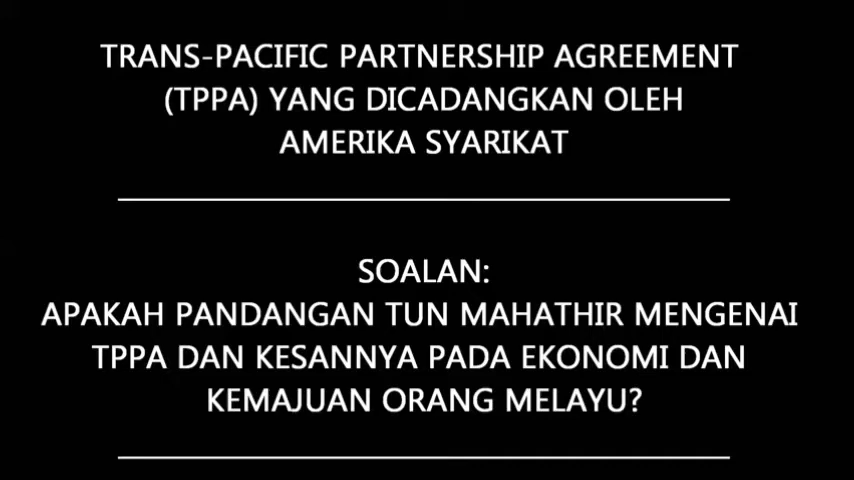 TRANS-PACIFIC PARTNERSHIP AGREEMENT
(TPPA) YANG DICADANGKAN OLEH
AMERIKA SYARIKAT
SOALAN:
APAKAH PANDANGAN TUN MAHATHIR MENGENAI
TPPA DAN KESANNYA PADA EKONOMI DAN
KEMAJUAN ORANG MELAYU?